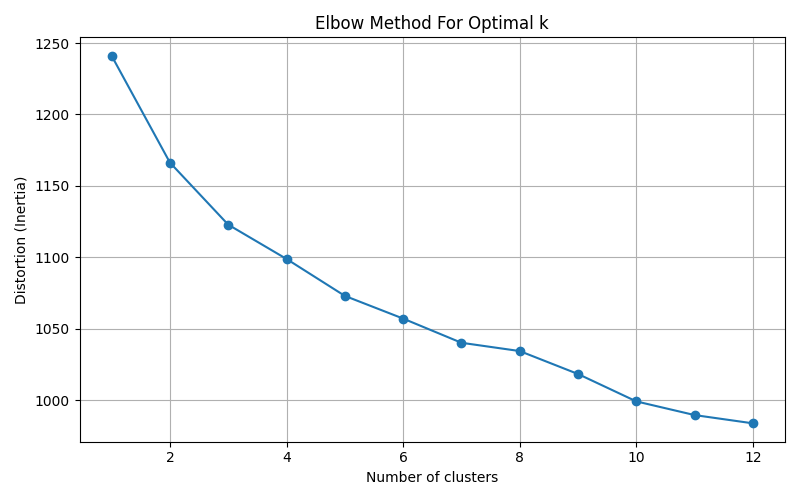 Elbow Method For Optimal k
1250
1200
1150
1100
1050
1000
Distortion (Inertia)
2 4 6 8 10 12
Number of clusters